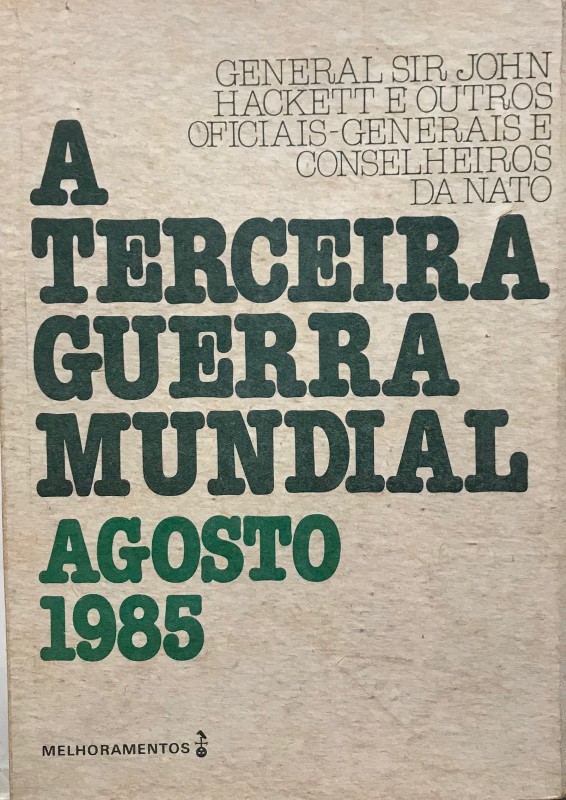 GENERAL SIR JOHN
HACKETT E OUTROS
OFICIAIS-GENERAIS E
CONSELHEIROS
DA NATO
A
TERCEIRA
GUERRA
MUNDIAL
AGOSTO
1985
MELHORAMENTOS